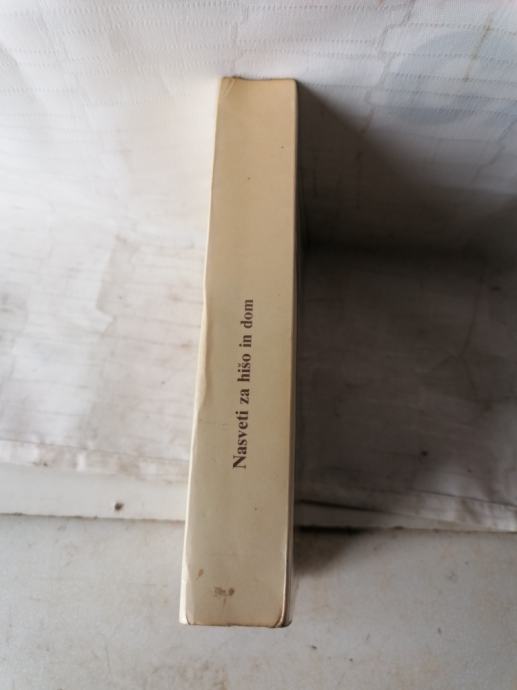 Nasveti za hišo in dom